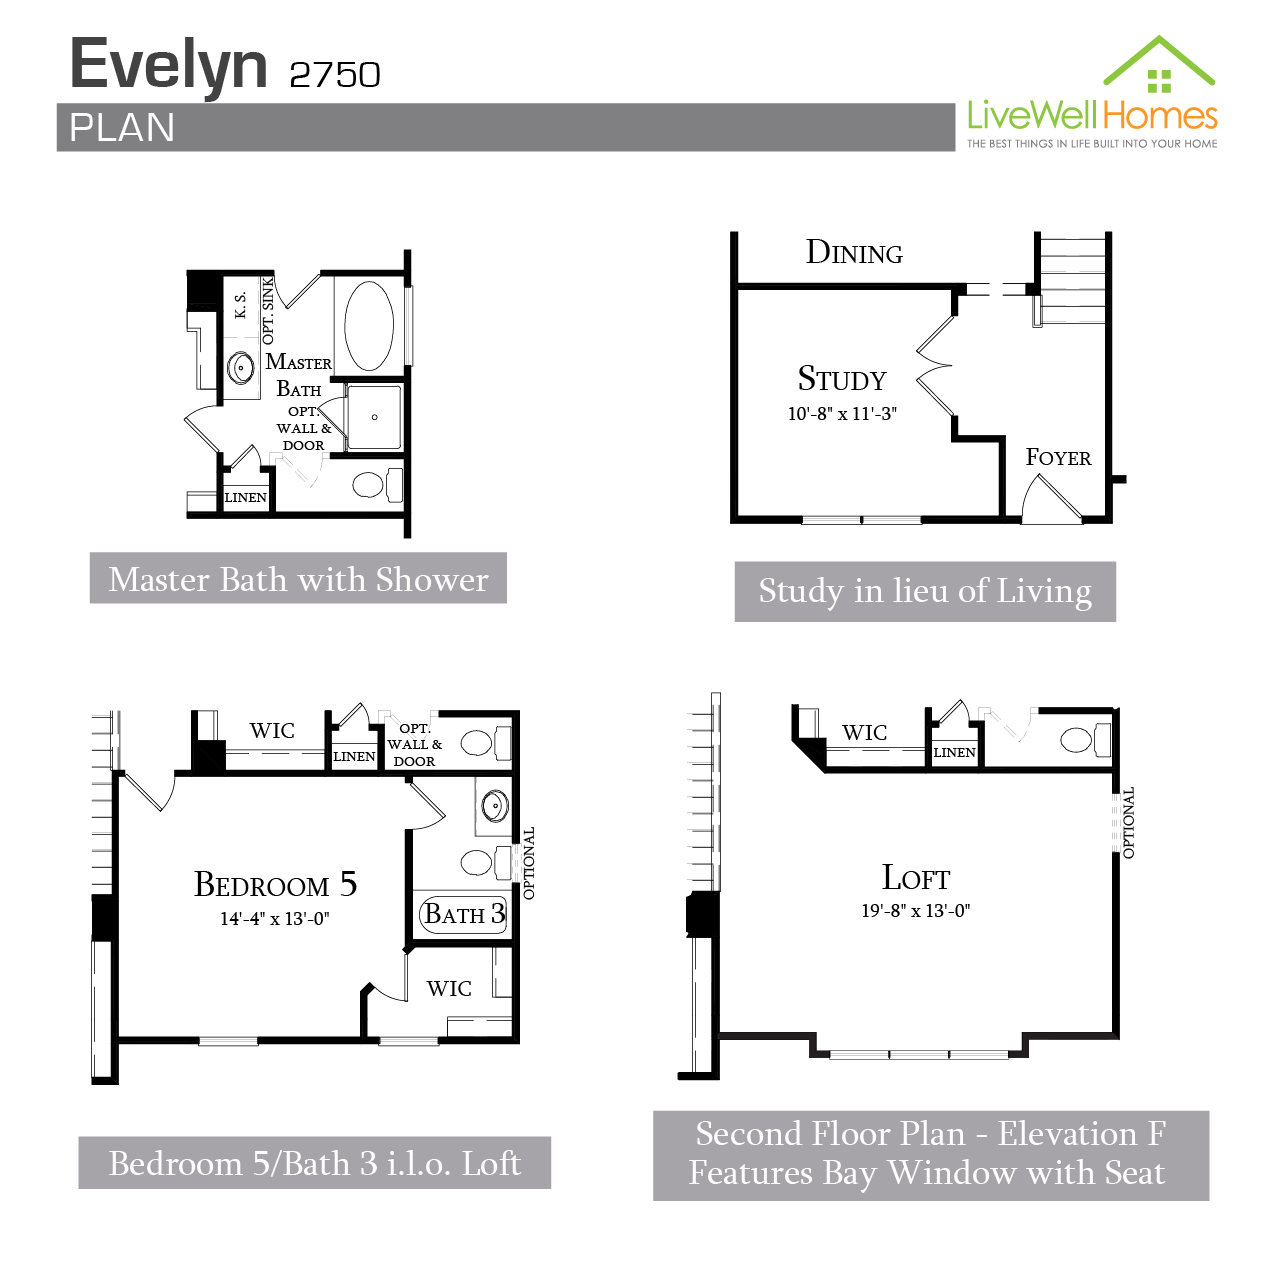 Evelyn 2750
PLAN
LiveWellHomes
THE BEST THINGS IN LIFE BUILT INTO YOUR HOME
K. S.
OPT. SINK
MASTER
BATH
OPT.
WALL &
DOOR
LINEN
Master Bath with Shower
DINING
STUDY
10'-8" x 11'-3"
FOYER
Study in lieu of Living
WIC
LINEN
OPT.
WALL &
DOOR
BEDROOM 5
14'-4" x 13'-0"
BATH 3
OPTIONAL
WIC
Bedroom 5/Bath 3 i.l.o. Loft
WIC
LINEN
OPTIONAL
LOFT
19'-8" x 13'-0"
Second Floor Plan - Elevation F
Features Bay Window with Seat